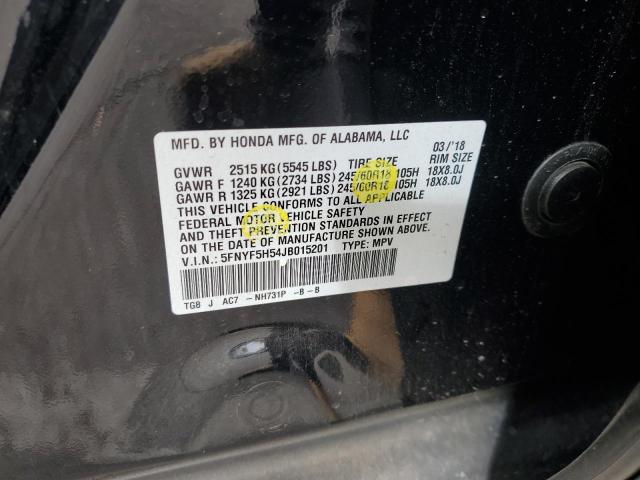 MFD. BY HONDA MFG. OF ALABAMA, LLC 03/'18
GVWR 2515 KG (5545 LBS) TIRE SIZE RIM SIZE
GAWR F 1240 KG (2734 LBS) 245/60R18 105H 18X8.0J
GAWR R 1325 KG (2921 LBS) 245/60R18 105H 18X8.0J
THIS VEHICLE CONFORMS TO ALL APPLICABLE
FEDERAL MOTOR VEHICLE SAFETY
AND THEFT PREVENTION STANDARDS IN EFFECT
ON THE DATE OF MANUFACTURE SHOWN ABOVE.
V.I.N.: 5FNYF5H54JB015201 TYPE: MPV
TG8 J AC7 -NH731P -B -B